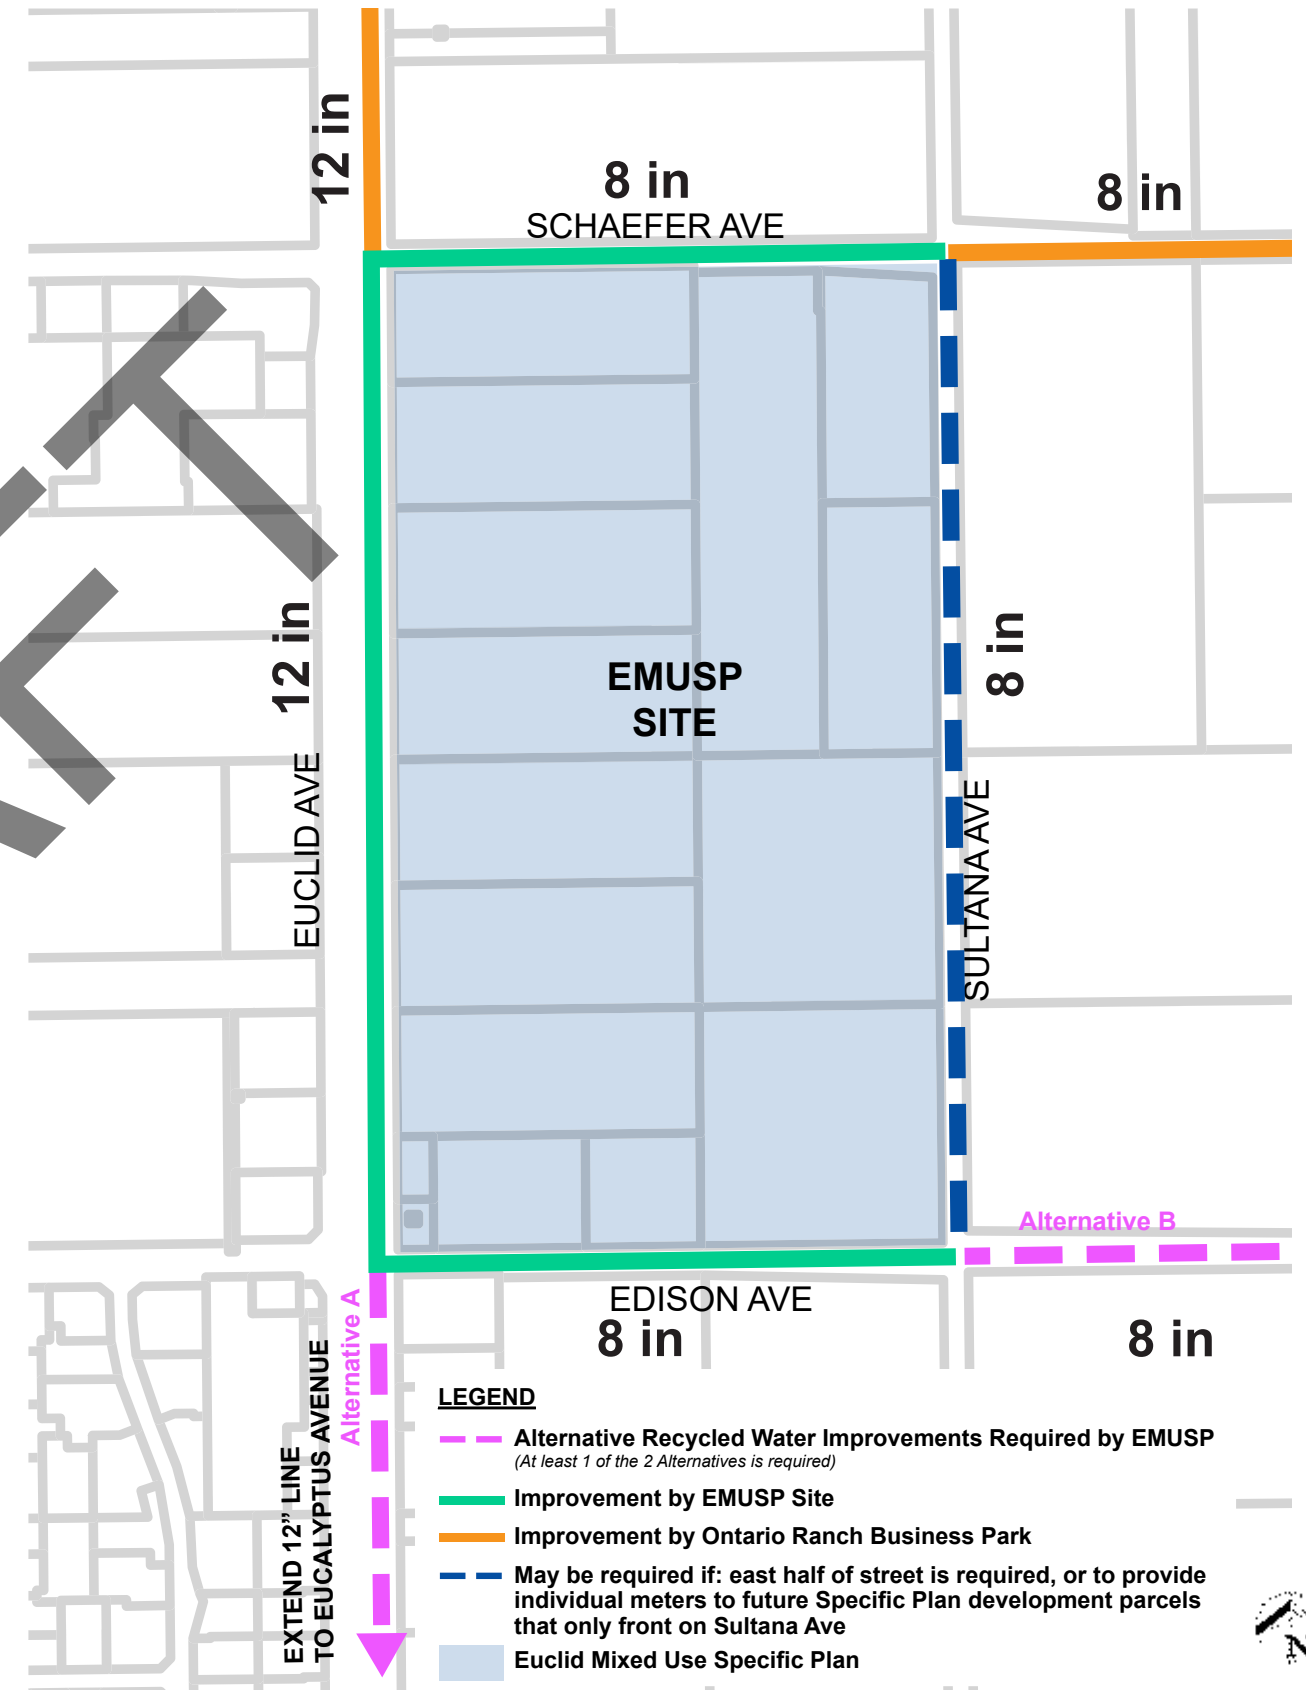 12 in
8 in
8 in
SCHAEFER AVE
12 in
EUCLID AVE
EMUSP
SITE
8 in
SULTANA AVE
Alternative B
Alternative A
EDISON AVE
8 in
8 in
EXTEND 12” LINE
TO EUCALYPTUS AVENUE
LEGEND
Alternative Recycled Water Improvements Required by EMUSP
(At least 1 of the 2 Alternatives is required)
Improvement by EMUSP Site
Improvement by Ontario Ranch Business Park
May be required if: east half of street is required, or to provide
individual meters to future Specific Plan development parcels
that only front on Sultana Ave
Euclid Mixed Use Specific Plan